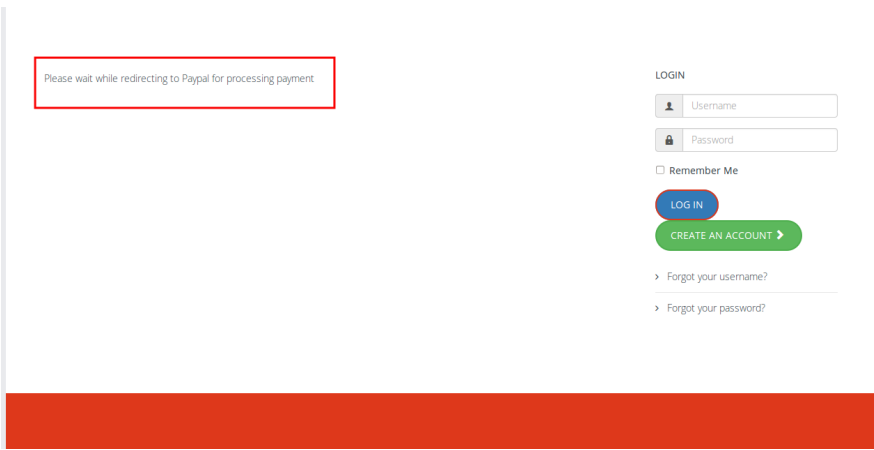 Please wait while redirecting to Paypal for processing payment
LOGIN
Username
Password
Remember Me
LOG IN
CREATE AN ACCOUNT
Forgot your username?
Forgot your password?